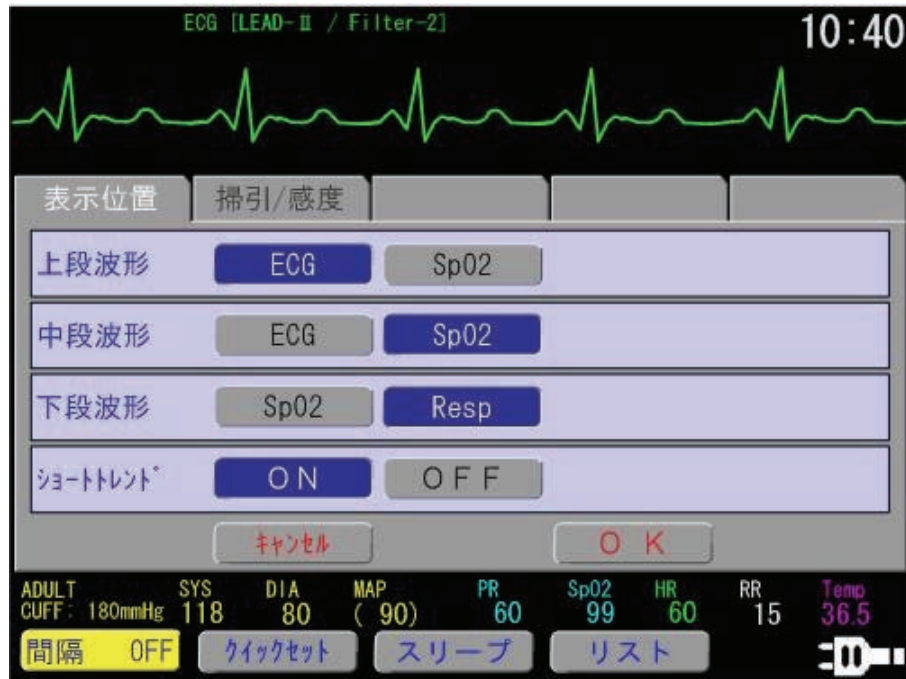 ECG [LEAD-Ⅱ / Filter-2]
10:40
表示位置 掃引/感度
上段波形 ECG SpO2
中段波形 ECG SpO2
下段波形 SpO2 Resp
ｼｮｰﾄﾄﾚﾝﾄﾞ ON OFF
ｷｬﾝｾﾙ OK
ADULT SYS DIA MAP PR SpO2 HR RR Temp
CUFF: 180mmHg 118 80 ( 90) 60 99 60 15 36.5
間隔 OFF ｸｲｯｸｾｯﾄ スリープ リスト